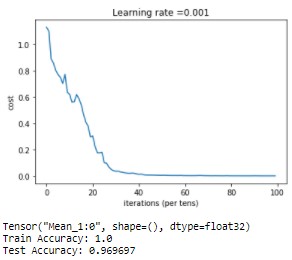 Learning rate =0.001
1.0
0.8
0.6
0.4
0.2
0.0
cost
0 20 40 60 80 100
iterations (per tens)
Tensor("Mean_1:0", shape=(), dtype=float32)
Train Accuracy: 1.0
Test Accuracy: 0.969697